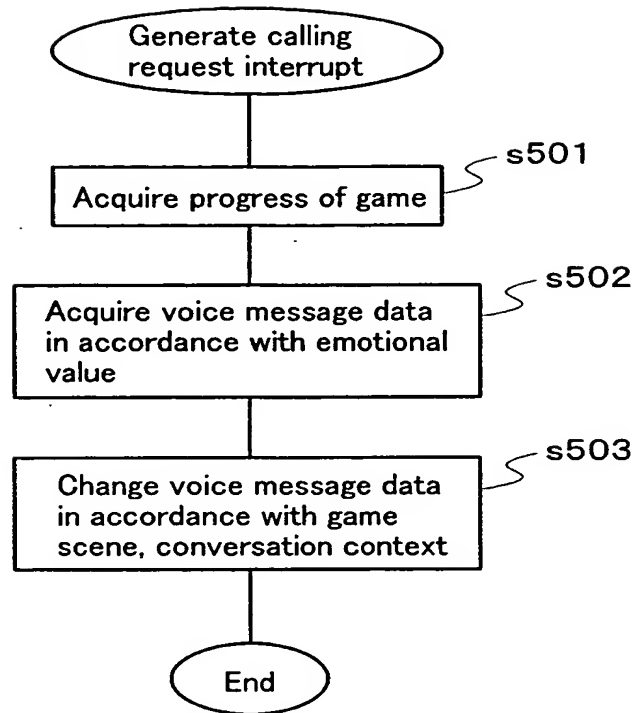 Generate calling
request interrupt
s501
Acquire progress of game
s502
Acquire voice message data
in accordance with emotional
value
s503
Change voice message data
in accordance with game
scene, conversation context
End